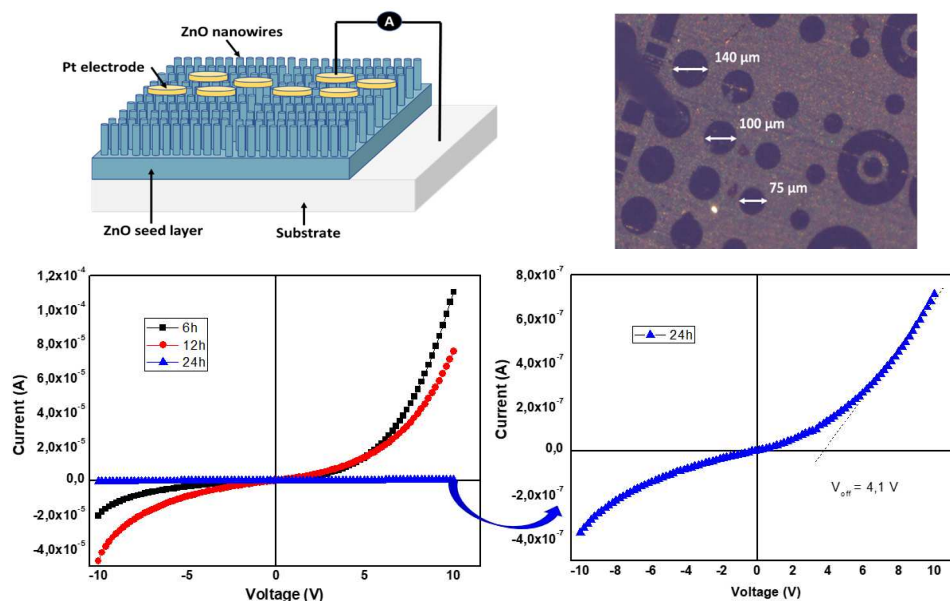 ZnO nanowires
A
Pt electrode
ZnO seed layer
Substrate
140 µm
100 µm
75 µm
1,2x10⁻⁴
1,0x10⁻⁴
8,0x10⁻⁵
6,0x10⁻⁵
4,0x10⁻⁵
2,0x10⁻⁵
0,0
-2,0x10⁻⁵
-4,0x10⁻⁵
Current (A)
6h
12h
24h
-10 -5 0 5 10
Voltage (V)
8,0x10⁻⁷
6,0x10⁻⁷
4,0x10⁻⁷
2,0x10⁻⁷
0,0
-2,0x10⁻⁷
-4,0x10⁻⁷
Current (A)
24h
V_off = 4,1 V
-10 -8 -6 -4 -2 0 2 4 6 8 10
Voltage (V)